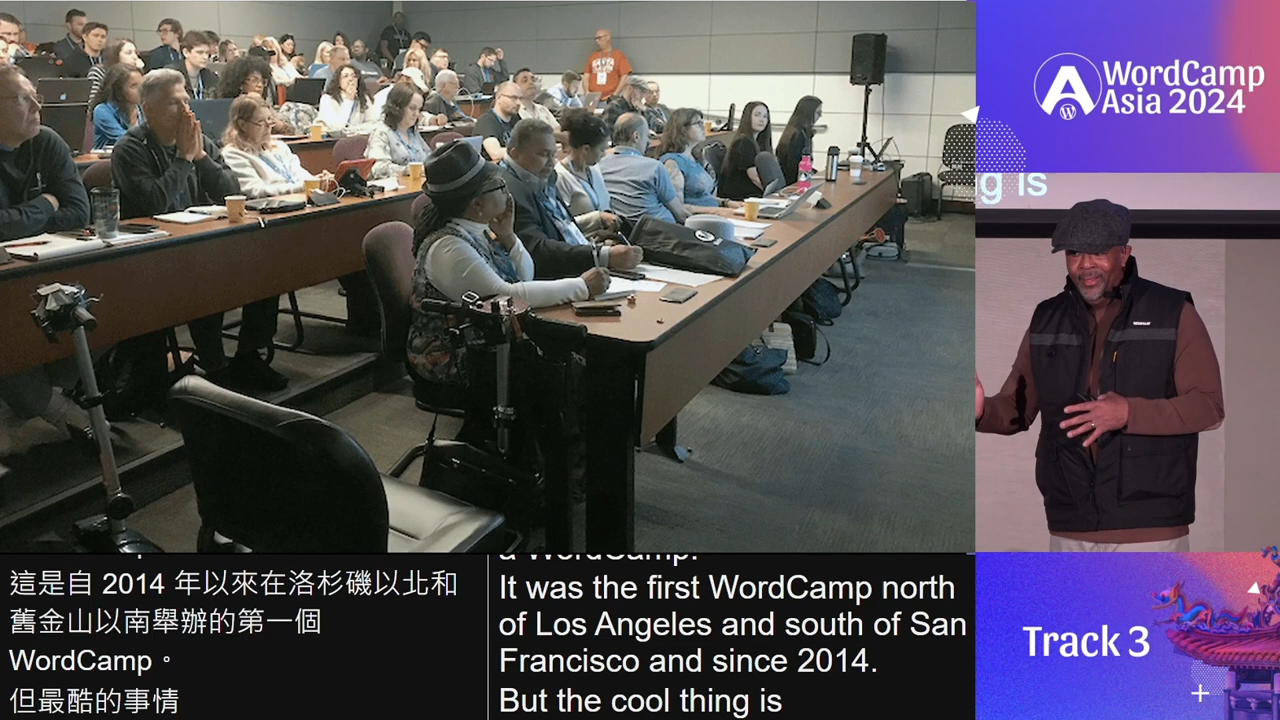 WordCamp
Asia 2024
g is
這是自 2014 年以來在洛杉磯以北和
舊金山以南舉辦的第一個
WordCamp。
但最酷的事情
a WordCamp.
It was the first WordCamp north
of Los Angeles and south of San
Francisco and since 2014.
But the cool thing is
Track 3